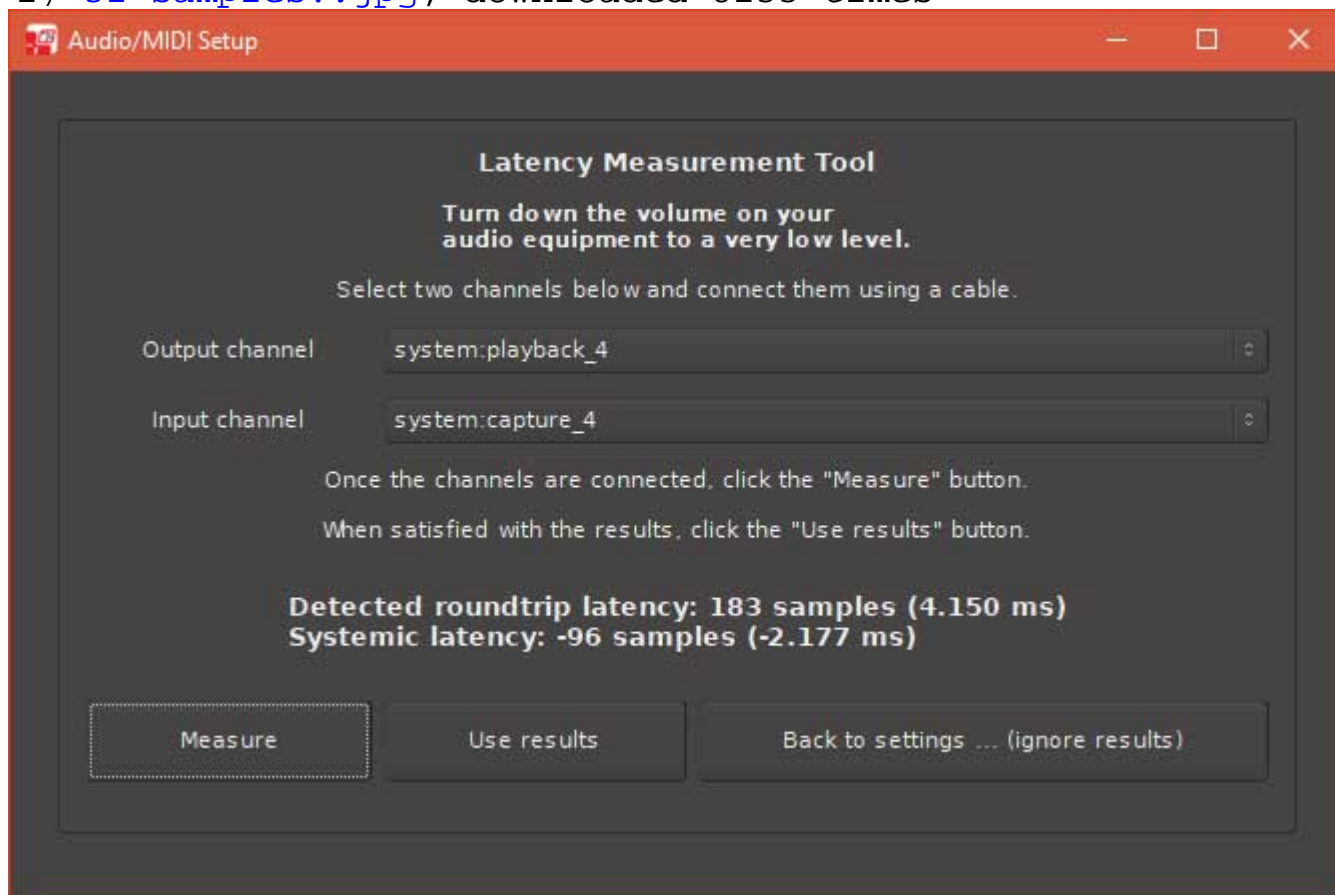 Audio/MIDI Setup
Latency Measurement Tool
Turn down the volume on your
audio equipment to a very low level.
Select two channels below and connect them using a cable.
Output channel system:playback_4
Input channel system:capture_4
Once the channels are connected, click the "Measure" button.
When satisfied with the results, click the "Use results" button.
Detected roundtrip latency: 183 samples (4.150 ms)
Systemic latency: -96 samples (-2.177 ms)
Measure Use results Back to settings ... (ignore results)